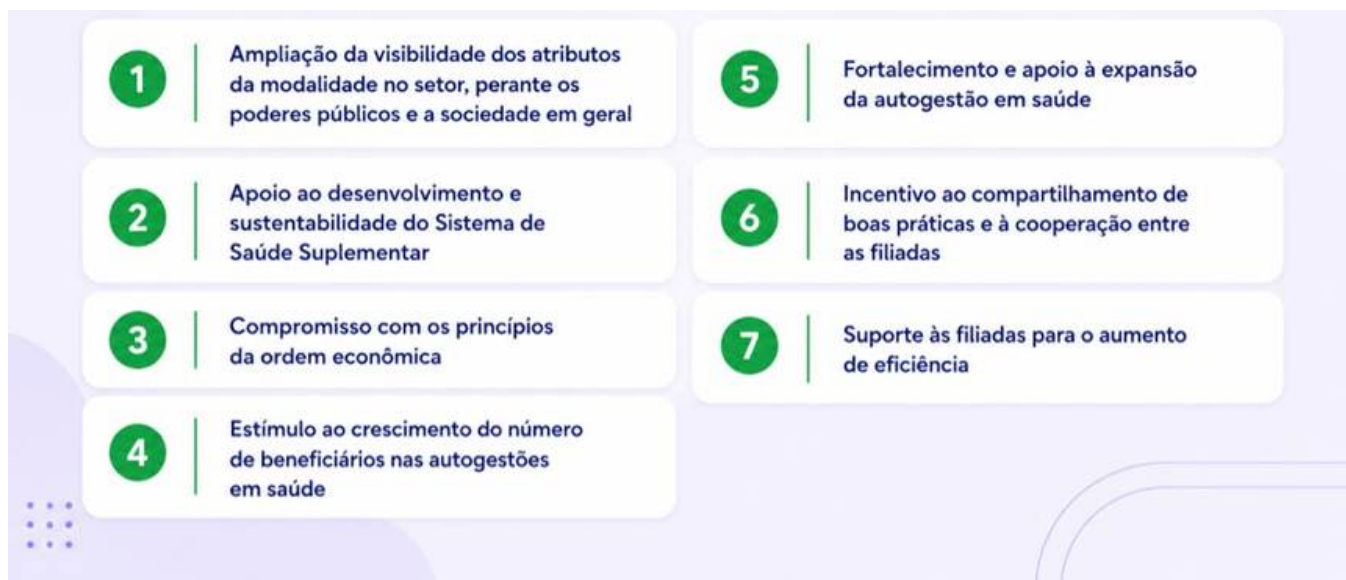 1
Ampliação da visibilidade dos atributos
da modalidade no setor, perante os
poderes públicos e a sociedade em geral
2
Apoio ao desenvolvimento e
sustentabilidade do Sistema de
Saúde Suplementar
3
Compromisso com os princípios
da ordem econômica
4
Estímulo ao crescimento do número
de beneficiários nas autogestões
em saúde
5
Fortalecimento e apoio à expansão
da autogestão em saúde
6
Incentivo ao compartilhamento de
boas práticas e à cooperação entre
as filiadas
7
Suporte às filiadas para o aumento
de eficiência